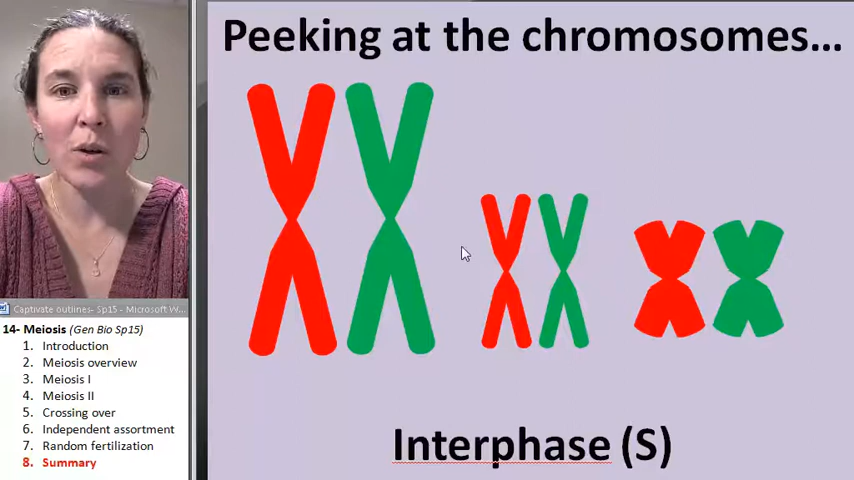 Peeking at the chromosomes...
Interphase (S)
Captivate outlines- Sp15 - Microsoft W...
14- Meiosis (Gen Bio Sp15)
1. Introduction
2. Meiosis overview
3. Meiosis I
4. Meiosis II
5. Crossing over
6. Independent assortment
7. Random fertilization
8. Summary